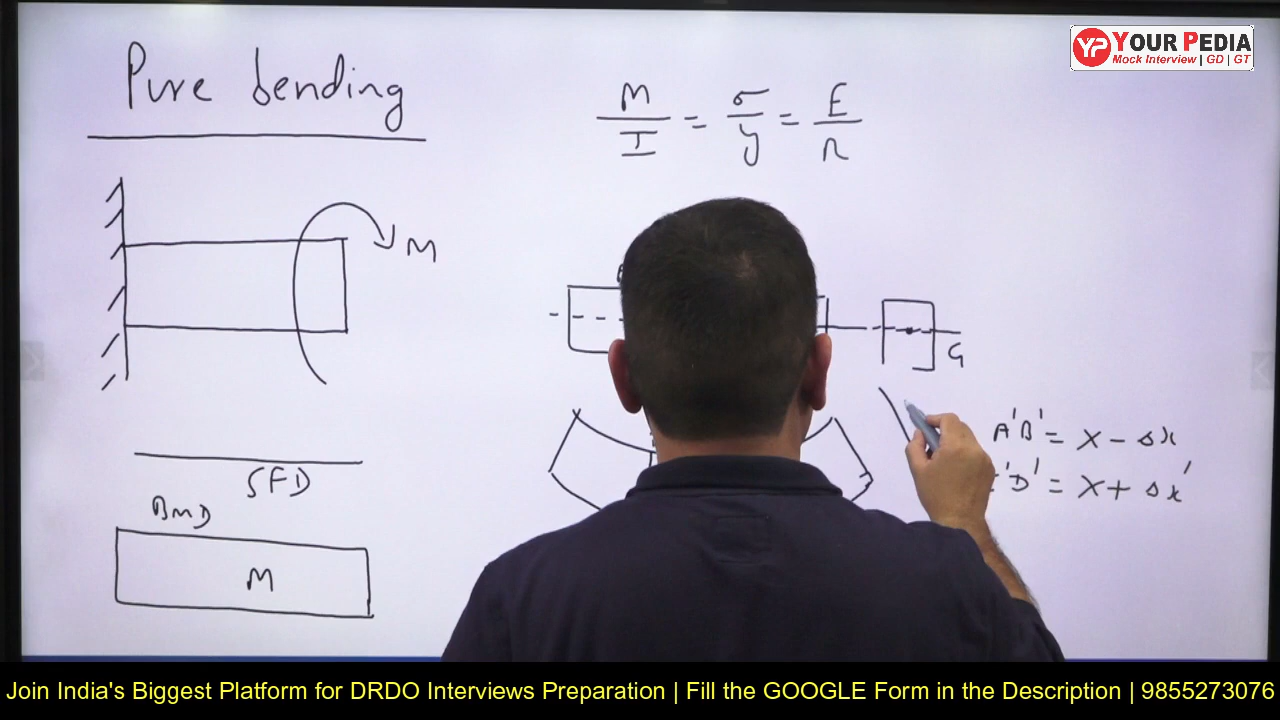 YP YOUR PEDIA
Mock Interview | GD | GT
Pure bending
M/I = σ/y = E/R
M
G
A'B' = x - Δx
'D' = x + Δx'
SFD
BMD
M
Join India's Biggest Platform for DRDO Interviews Preparation | Fill the GOOGLE Form in the Description | 9855273076